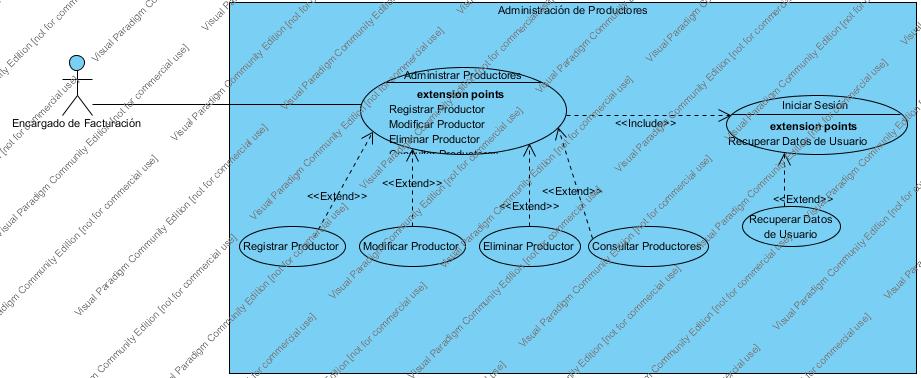 Administración de Productores
Encargado de Facturación
Administrar Productores
extension points
Registrar Productor
Modificar Productor
Eliminar Productor
<<Include>>
Iniciar Sesión
extension points
Recuperar Datos de Usuario
<<Extend>>
<<Extend>>
<<Extend>>
<<Extend>>
<<Extend>>
Registrar Productor
Modificar Productor
Eliminar Productor
Consultar Productores
Recuperar Datos
de Usuario
Visual Paradigm Community Edition [not for commercial use]